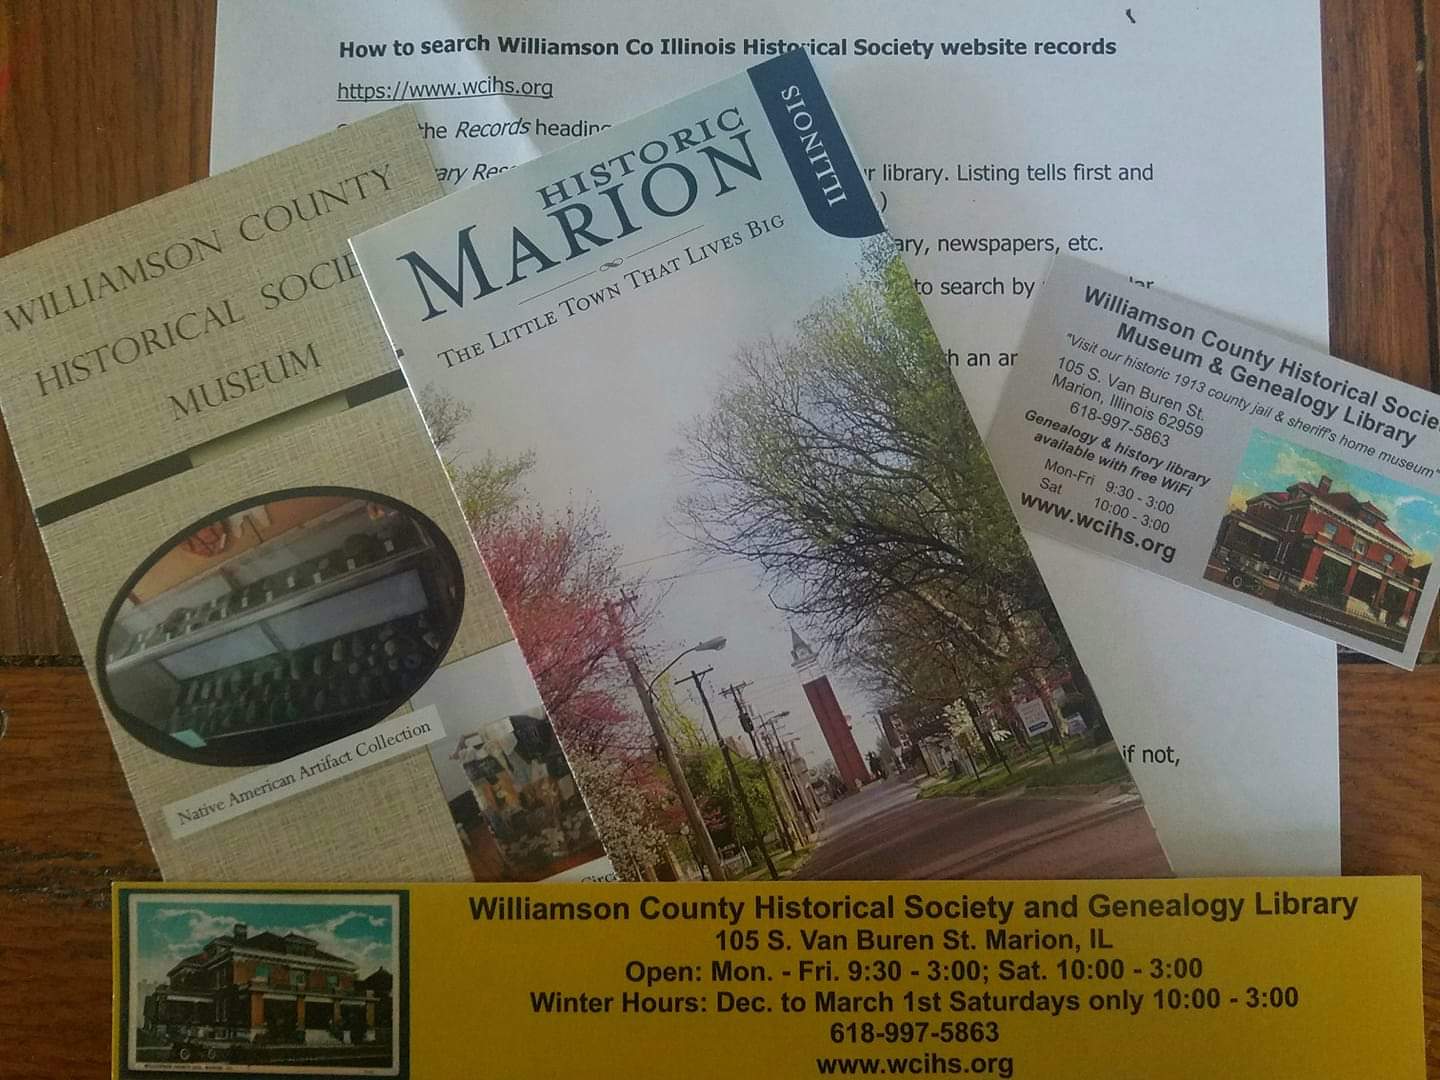 How to search Williamson Co Illinois Historical Society website records
https://www.wcihs.org
the Records heading
r library. Listing tells first and
)
ary, newspapers, etc.
to search by
h an ar
if not,
WILLIAMSON COUNTY
HISTORICAL SOCIE
MUSEUM
Native American Artifact Collection
HISTORIC
MARION
ILLINOIS
THE LITTLE TOWN THAT LIVES BIG
Williamson County Historical Socie
Museum & Genealogy Library
"Visit our historic 1913 county jail & sheriff's home museum"
105 S. Van Buren St.
Marion, Illinois 62959
618-997-5863
Genealogy & history library
available with free WiFi
Mon-Fri 9:30 - 3:00
Sat 10:00 - 3:00
www.wcihs.org
Williamson County Historical Society and Genealogy Library
105 S. Van Buren St. Marion, IL
Open: Mon. - Fri. 9:30 - 3:00; Sat. 10:00 - 3:00
Winter Hours: Dec. to March 1st Saturdays only 10:00 - 3:00
618-997-5863
www.wcihs.org